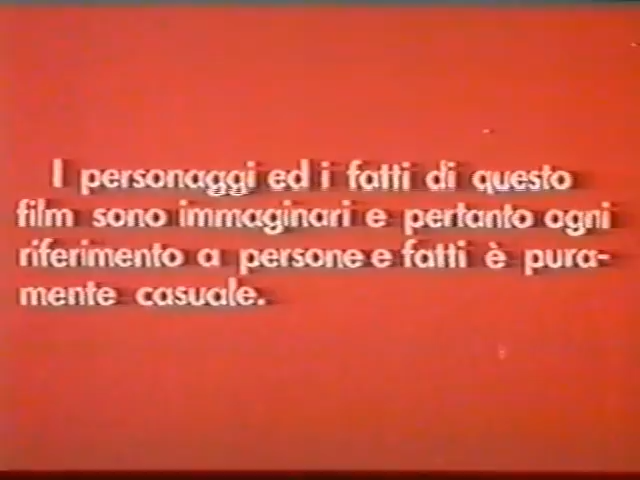 I personaggi ed i fatti di questo
film sono immaginari e pertanto ogni
riferimento a persone e fatti è pura-
mente casuale.